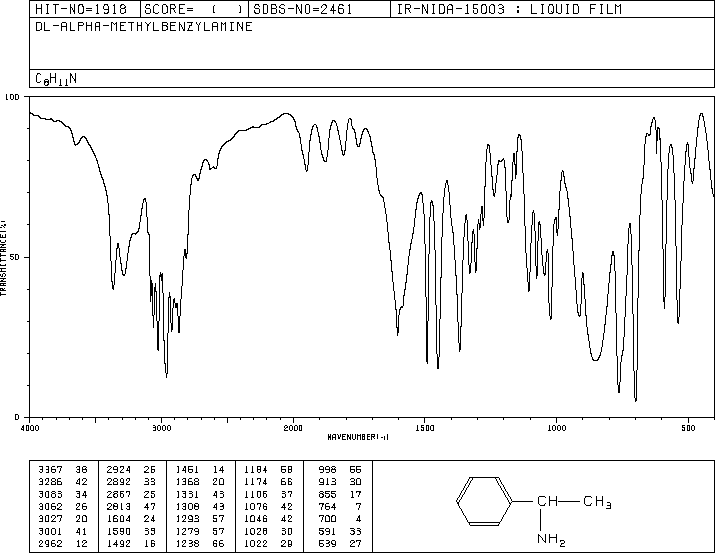 HIT-NO=1918 SCORE= ( ) SDBS-NO=2461 IR-NIDA-15003 : LIQUID FILM
DL-ALPHA-METHYLBENZYLAMINE
C8H11N
100
TRANSMITTANCE(%)
50
0
4000 3000 2000 1500 1000 500
WAVENUMBER(-1)
3367 38 2924 26 1451 14 1184 58 998 55
3286 42 2892 33 1368 20 1174 66 913 30
3083 34 2867 25 1331 43 1106 37 855 17
3062 26 2813 47 1308 43 1076 42 764 7
3027 20 1604 24 1293 57 1046 42 700 4
3001 41 1590 39 1279 57 1028 30 591 33
2962 12 1492 16 1238 66 1022 29 539 27
CH
CH3
NH2